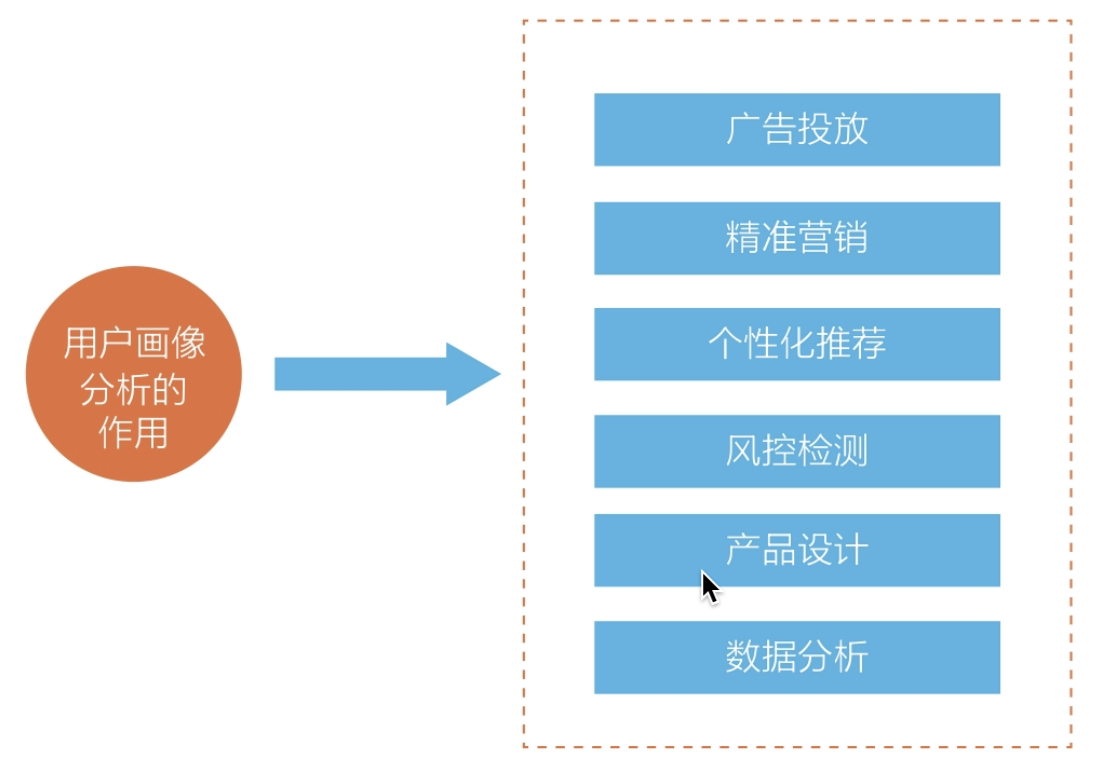 用户画像
分析的
作用
广告投放
精准营销
个性化推荐
风控检测
产品设计
数据分析